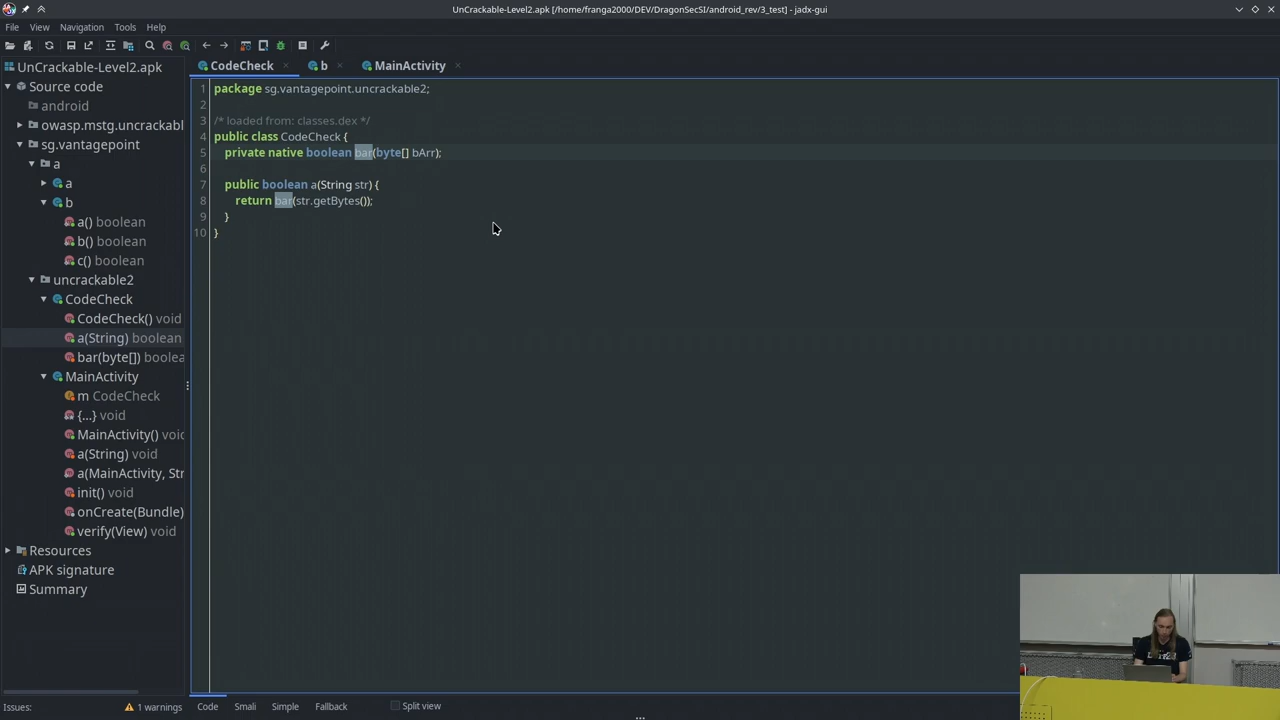 UnCrackable-Level2.apk [/home/franga2000/DEV/DragonSecSI/android_rev/3_test] - jadx-gui
File View Navigation Tools Help
UnCrackable-Level2.apk
Source code
android
owasp.mstg.uncrackabl
sg.vantagepoint
a
a
b
a() boolean
b() boolean
c() boolean
uncrackable2
CodeCheck
CodeCheck() void
a(String) boolean
bar(byte[]) boolea
MainActivity
m CodeCheck
{...} void
MainActivity() void
a(String) void
a(MainActivity, Str
init() void
onCreate(Bundle)
verify(View) void
Resources
APK signature
Summary
CodeCheck b MainActivity
1 package sg.vantagepoint.uncrackable2;
2
3 /* loaded from: classes.dex */
4 public class CodeCheck {
5 private native boolean bar(byte[] bArr);
6
7 public boolean a(String str) {
8 return bar(str.getBytes());
9 }
10 }
Issues: 1 warnings Code Smali Simple Fallback Split view